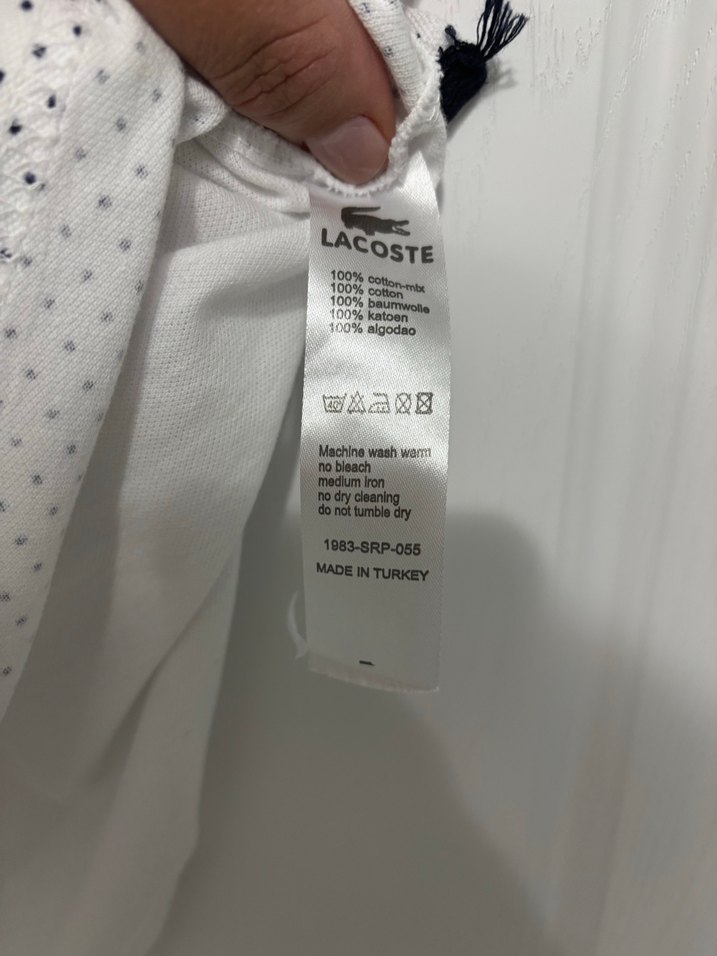 LACOSTE
100% cotton-mix
100% cotton
100% baumwolle
100% katoen
100% algodao
40°
Machine wash warm
no bleach
medium iron
no dry cleaning
do not tumble dry
1983-SRP-055
MADE IN TURKEY